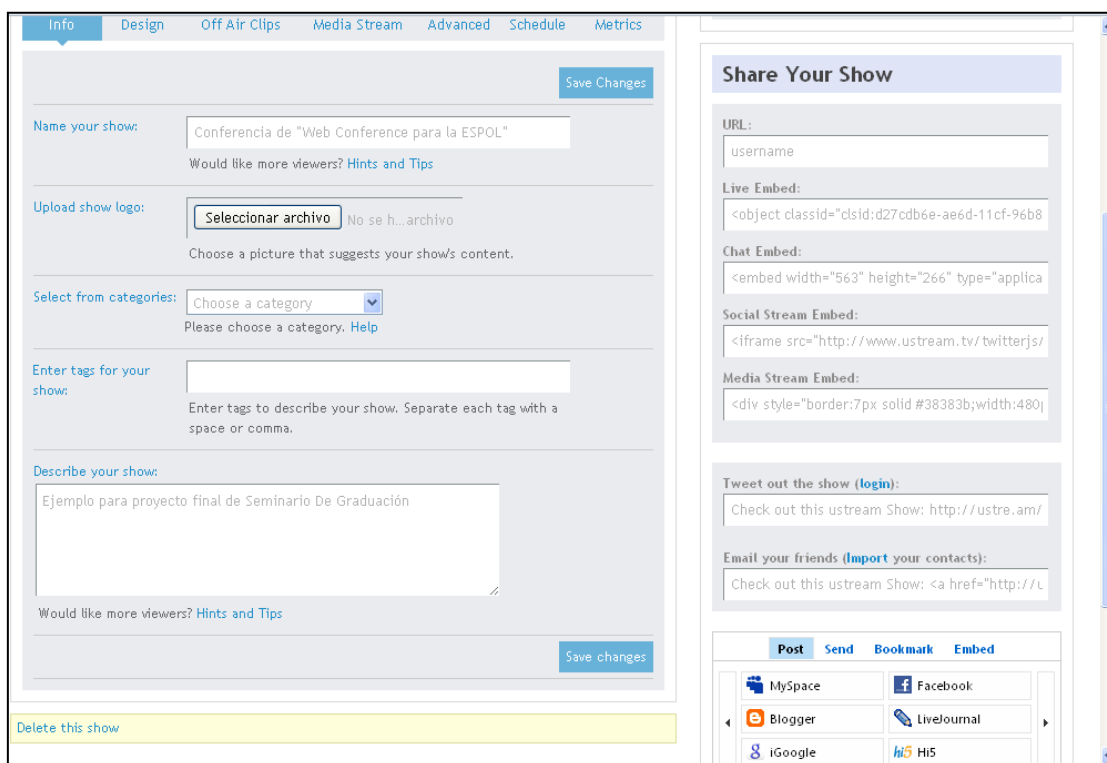 Info Design Off Air Clips Media Stream Advanced Schedule Metrics
Save Changes
Name your show:
Conferencia de "Web Conference para la ESPOL"
Would like more viewers? Hints and Tips
Upload show logo:
Seleccionar archivo No se h...archivo
Choose a picture that suggests your show's content.
Select from categories:
Choose a category
Please choose a category. Help
Enter tags for your
show:
Enter tags to describe your show. Separate each tag with a
space or comma.
Describe your show:
Ejemplo para proyecto final de Seminario De Graduación
Would like more viewers? Hints and Tips
Save changes
Delete this show
Share Your Show
URL:
username
Live Embed:
<object classid="clsid:d27cdb6e-ae6d-11cf-96b8
Chat Embed:
<embed width="563" height="266" type="applica
Social Stream Embed:
<iframe src="http://www.ustream.tv/twitterjs/
Media Stream Embed:
<div style="border:7px solid #38383b;width:480p
Tweet out the show (login):
Check out this ustream Show: http://ustre.am/
Email your friends (Import your contacts):
Check out this ustream Show: <a href="http://u
Post Send Bookmark Embed
MySpace Facebook
Blogger LiveJournal
iGoogle hi5 Hi5